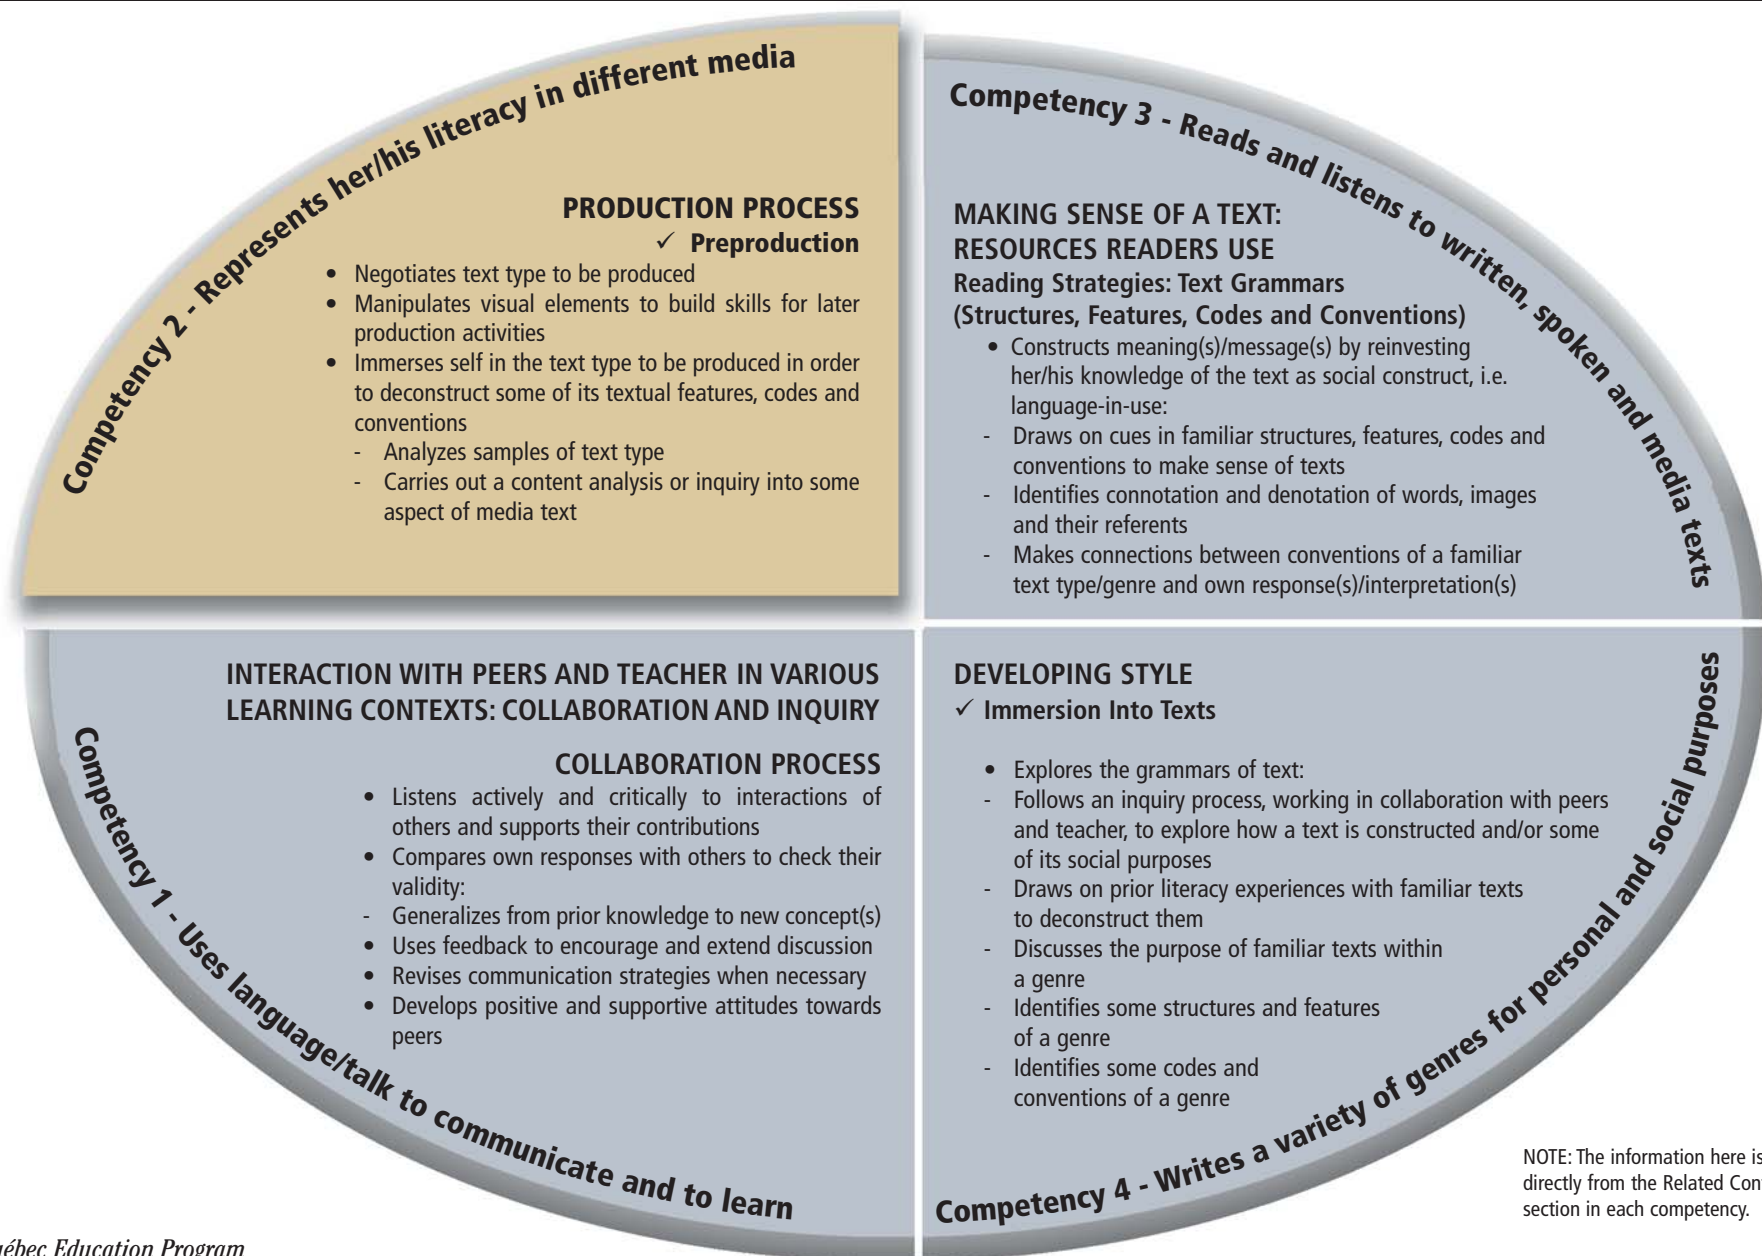 Competency 2 - Represents her/his literacy in different media
PRODUCTION PROCESS
✓ Preproduction
• Negotiates text type to be produced
• Manipulates visual elements to build skills for later
production activities
• Immerses self in the text type to be produced in order
to deconstruct some of its textual features, codes and
conventions
- Analyzes samples of text type
- Carries out a content analysis or inquiry into some
aspect of media text
Competency 3 - Reads and listens to written, spoken and media texts
MAKING SENSE OF A TEXT:
RESOURCES READERS USE
Reading Strategies: Text Grammars
(Structures, Features, Codes and Conventions)
• Constructs meaning(s)/message(s) by reinvesting
her/his knowledge of the text as social construct, i.e.
language-in-use:
- Draws on cues in familiar structures, features, codes and
conventions to make sense of texts
- Identifies connotation and denotation of words, images
and their referents
- Makes connections between conventions of a familiar
text type/genre and own response(s)/interpretation(s)
Competency 1 - Uses language/talk to communicate and to learn
INTERACTION WITH PEERS AND TEACHER IN VARIOUS
LEARNING CONTEXTS: COLLABORATION AND INQUIRY
COLLABORATION PROCESS
• Listens actively and critically to interactions of
others and supports their contributions
• Compares own responses with others to check their
validity:
- Generalizes from prior knowledge to new concept(s)
• Uses feedback to encourage and extend discussion
• Revises communication strategies when necessary
• Develops positive and supportive attitudes towards
peers
Competency 4 - Writes a variety of genres for personal and social purposes
DEVELOPING STYLE
✓ Immersion Into Texts
• Explores the grammars of text:
- Follows an inquiry process, working in collaboration with peers
and teacher, to explore how a text is constructed and/or some
of its social purposes
- Draws on prior literacy experiences with familiar texts
to deconstruct them
- Discusses the purpose of familiar texts within
a genre
- Identifies some structures and features
of a genre
- Identifies some codes and
conventions of a genre
NOTE: The information here is
directly from the Related Con
section in each competency.
uébec Education Program